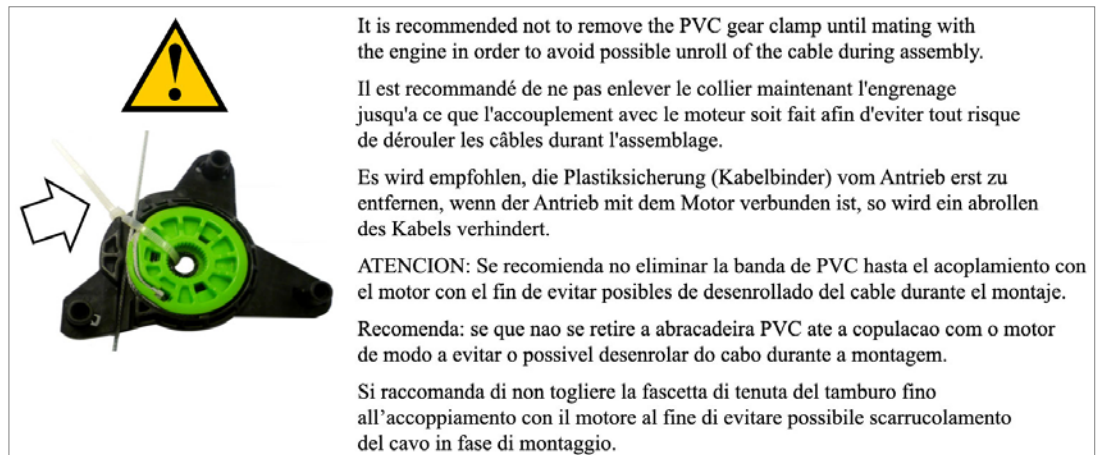 It is recommended not to remove the PVC gear clamp until mating with
the engine in order to avoid possible unroll of the cable during assembly.
Il est recommandé de ne pas enlever le collier maintenant l'engrenage
jusqu'a ce que l'accouplement avec le moteur soit fait afin d'eviter tout risque
de dérouler les câbles durant l'assemblage.
Es wird empfohlen, die Plastiksicherung (Kabelbinder) vom Antrieb erst zu
entfernen, wenn der Antrieb mit dem Motor verbunden ist, so wird ein abrollen
des Kabels verhindert.
ATENCION: Se recomienda no eliminar la banda de PVC hasta el acoplamiento con
el motor con el fin de evitar posibles de desenrollado del cable durante el montaje.
Recomenda: se que nao se retire a abracadeira PVC ate a copulacao com o motor
de modo a evitar o possivel desenrolar do cabo durante a montagem.
Si raccomanda di non togliere la fascetta di tenuta del tamburo fino
all’accoppiamento con il motore al fine di evitare possibile scarrucolamento
del cavo in fase di montaggio.